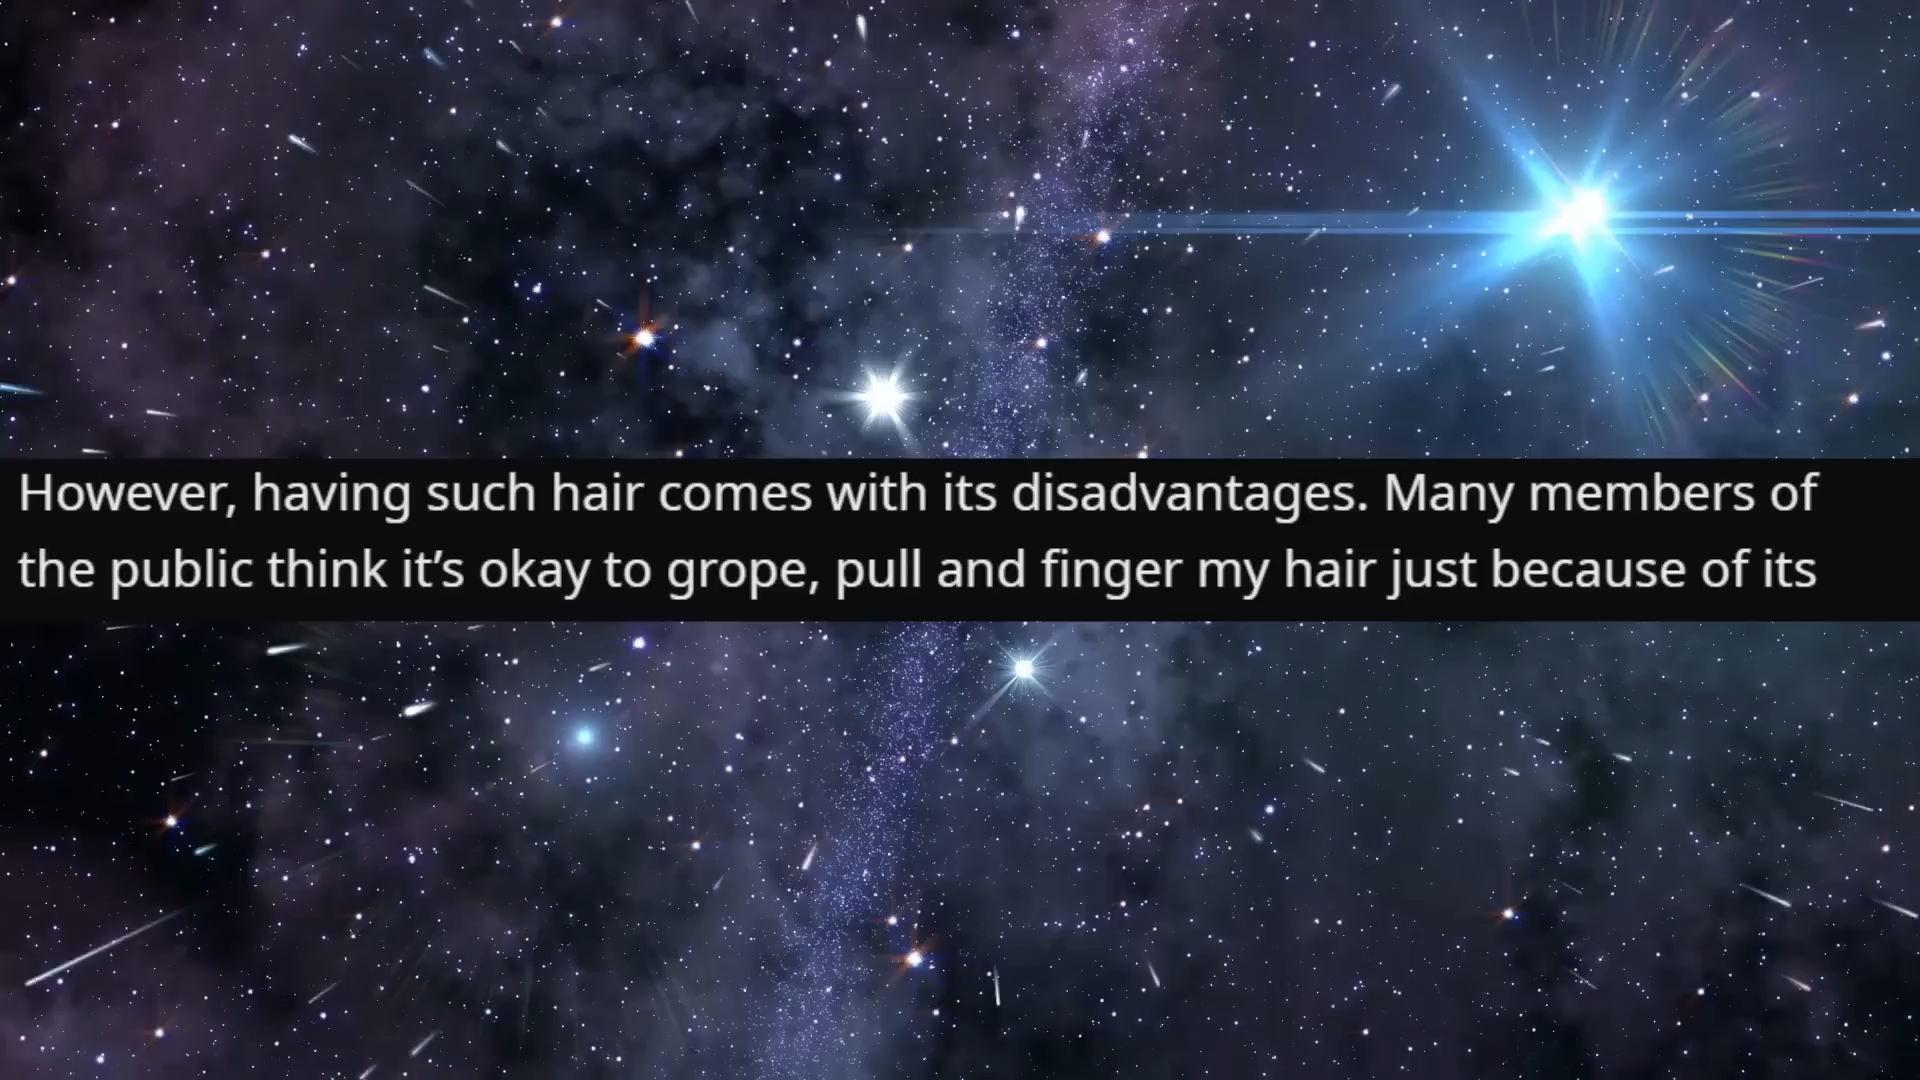 However, having such hair comes with its disadvantages. Many members of
the public think it’s okay to grope, pull and finger my hair just because of its